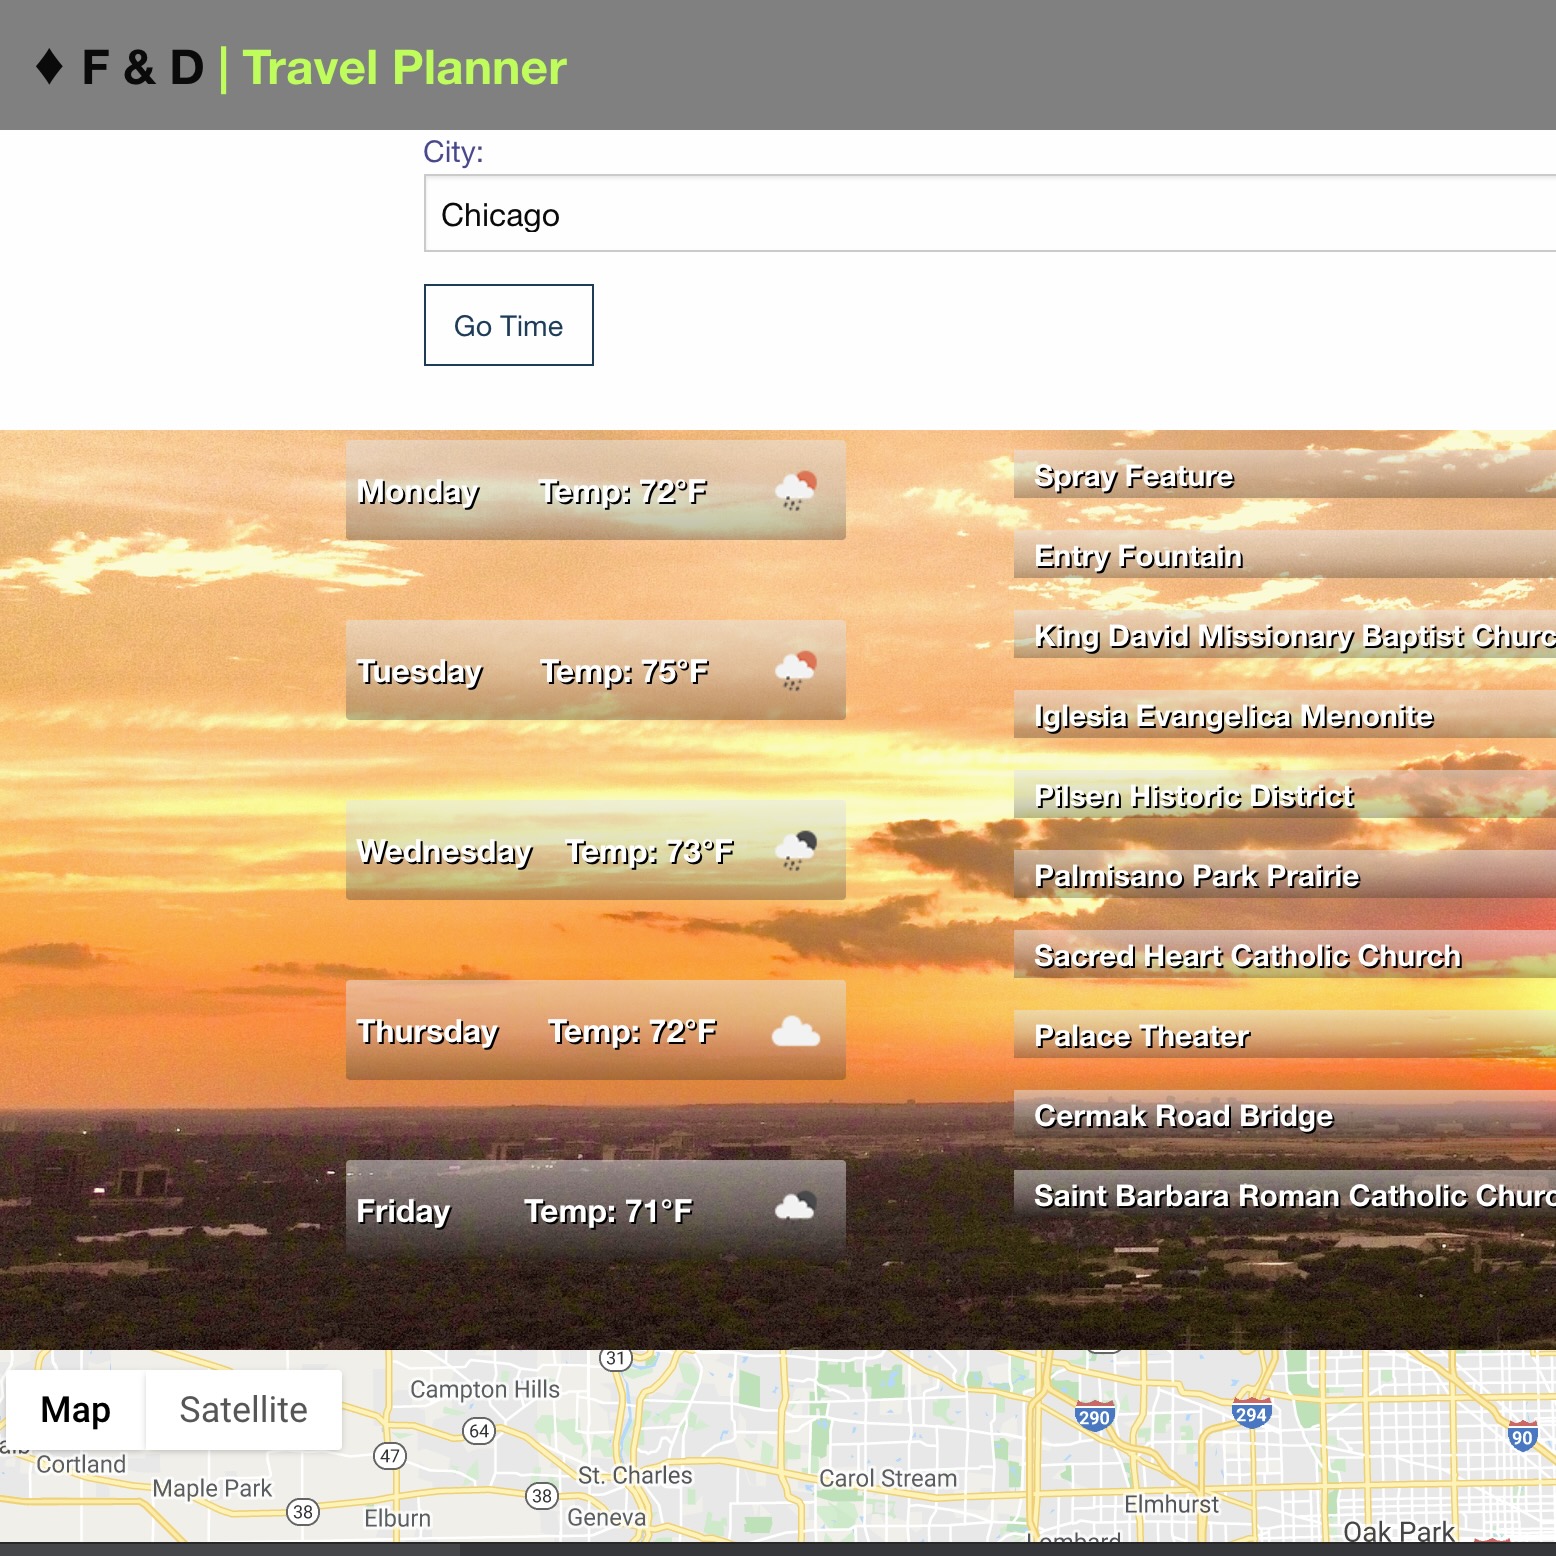 ♦ F & D | Travel Planner
City:
Chicago
Go Time
Monday Temp: 72°F
Tuesday Temp: 75°F
Wednesday Temp: 73°F
Thursday Temp: 72°F
Friday Temp: 71°F
Spray Feature
Entry Fountain
King David Missionary Baptist Churc
Iglesia Evangelica Menonite
Pilsen Historic District
Palmisano Park Prairie
Sacred Heart Catholic Church
Palace Theater
Cermak Road Bridge
Saint Barbara Roman Catholic Churc
Map
Satellite
31
Campton Hills
64
290
294
90
47
Cortland
St. Charles
Carol Stream
Maple Park
38
38
Elburn
Geneva
Elmhurst
Oak Park
Lombard